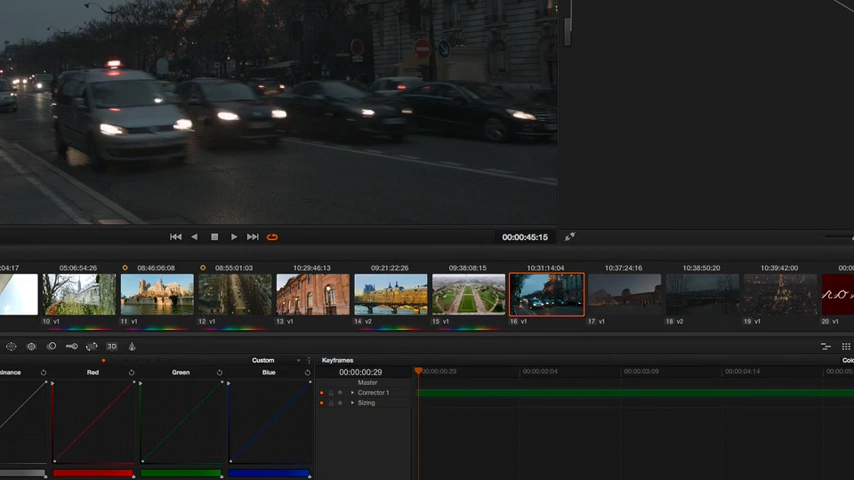 00:00:45:15
:04:17 05:06:54:26 08:46:06:08 08:55:01:03 10:29:46:13 09:21:22:26 09:38:08:15 10:31:14:04 10:37:24:16 10:38:50:20 10:39:42:00 00:00
10 v1 11 v1 12 v1 13 v1 14 v2 15 v1 16 v1 17 v1 18 v2 19 v1 20 v1
3D
Custom Keyframes Colo
minance Red Green Blue 00:00:00:29 00:00:00:29 00:00:02:04 00:00:03:09 00:00:04:14 00:00:05
Master
Corrector 1
Sizing